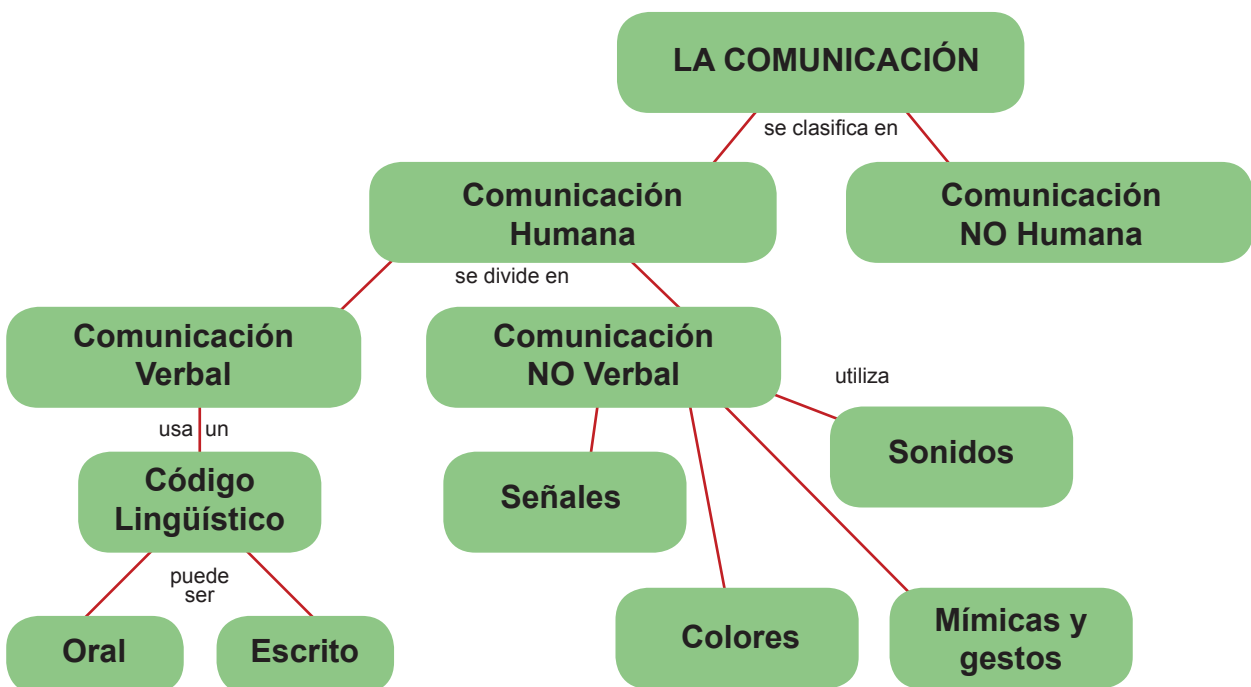 LA COMUNICACIÓN
se clasifica en
Comunicación
Humana
Comunicación
NO Humana
se divide en
Comunicación
Verbal
Comunicación
NO Verbal
utiliza
usa un
Sonidos
Código
Lingüístico
Señales
puede
ser
Oral
Escrito
Colores
Mímicas y
gestos